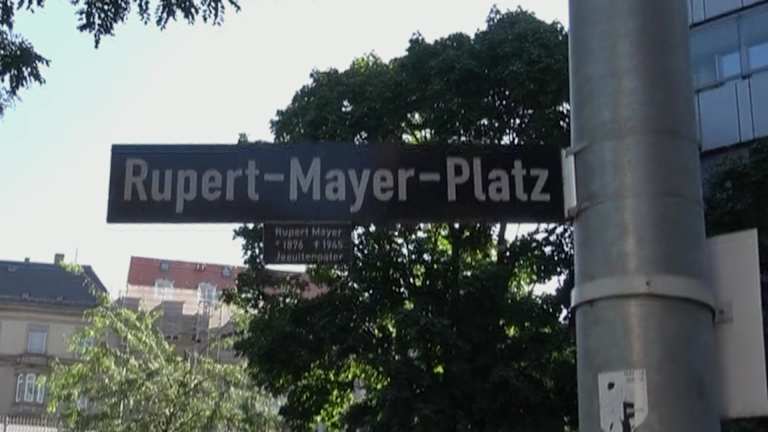 Rupert-Mayer-Platz
Rupert Mayer
* 1876 † 1945
Jesuitenpater